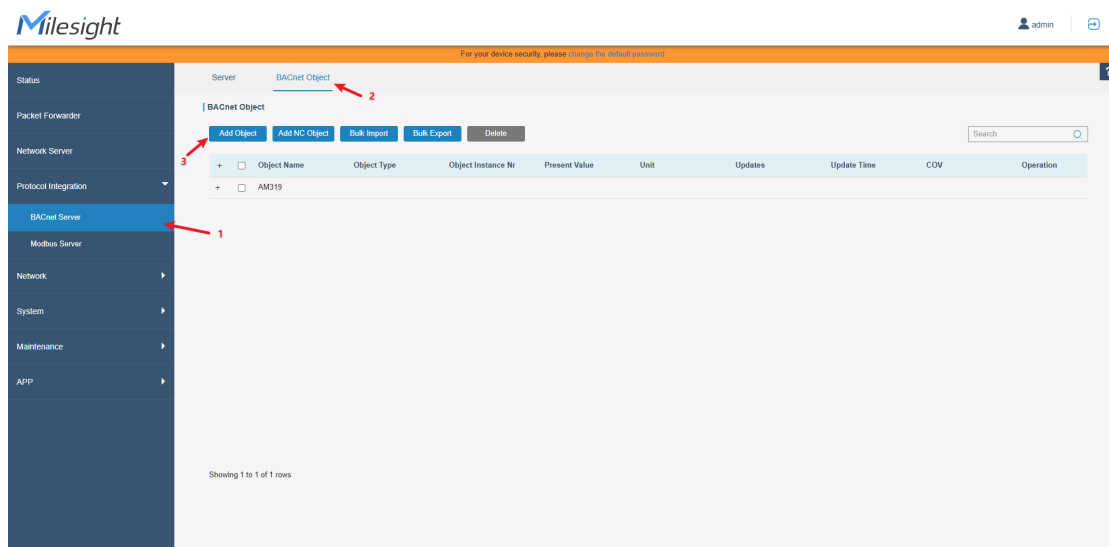 Milesight
admin
For your device security, please change the default password
?
Status
Packet Forwarder
Network Server
Protocol Integration
BACnet Server
Modbus Server
Network
System
Maintenance
APP
Server BACnet Object
2
BACnet Object
Add Object Add NC Object Bulk Import Bulk Export Delete Search
3
+ Object Name Object Type Object Instance Nr Present Value Unit Updates Update Time COV Operation
+ AM319
1
Showing 1 to 1 of 1 rows